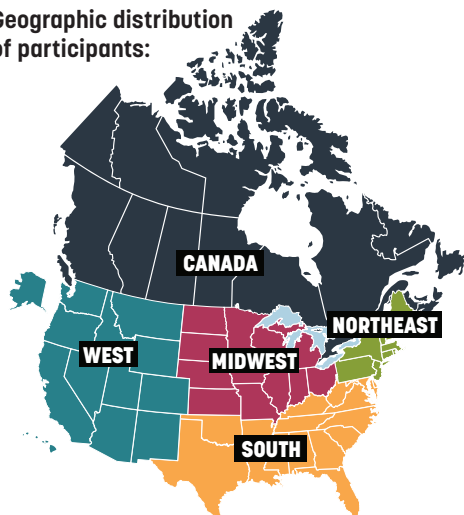 Geographic distribution
of participants:
CANADA
NORTHEAST
WEST
MIDWEST
SOUTH